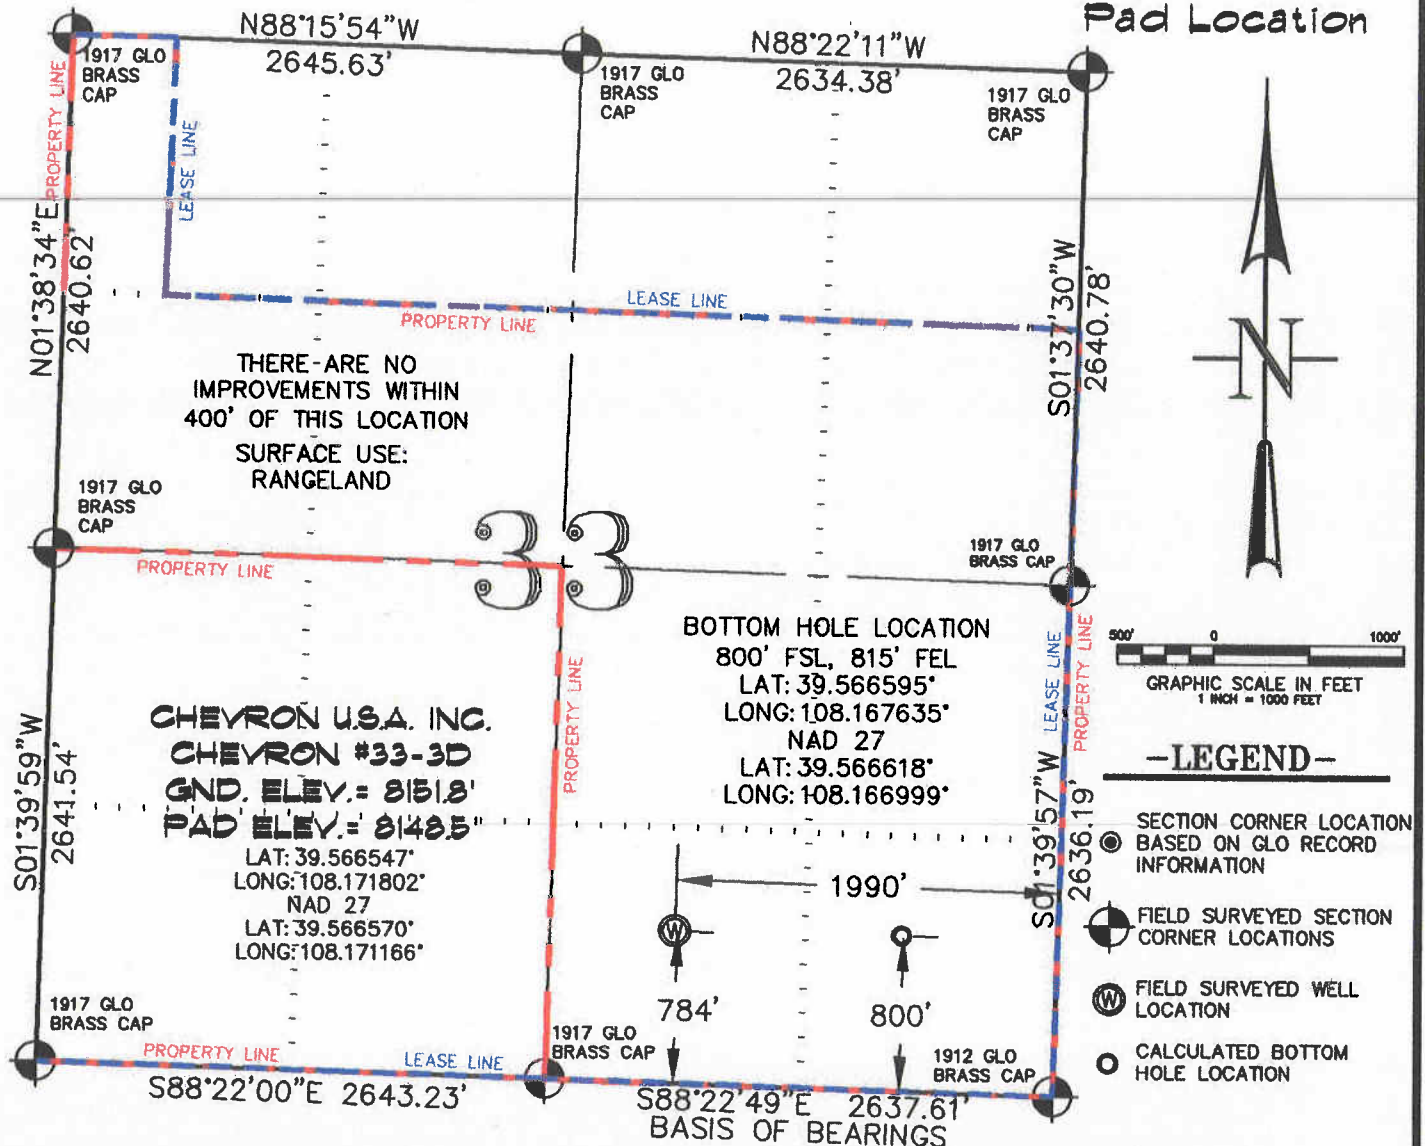 Pad Location
N88°15'54"W
2645.63'
N88°22'11"W
2634.38'
1917 GLO
BRASS
CAP
1917 GLO
BRASS
CAP
1917 GLO
BRASS
CAP
PROPERTY LINE
LEASE LINE
N01°38'34"E
2640.62'
LEASE LINE
PROPERTY LINE
S01°37'30"W
2640.78'
N
THERE ARE NO
IMPROVEMENTS WITHIN
400' OF THIS LOCATION
SURFACE USE:
RANGELAND
1917 GLO
BRASS
CAP
PROPERTY LINE
33
1917 GLO
BRASS CAP
BOTTOM HOLE LOCATION
800' FSL, 815' FEL
LAT: 39.566595°
LONG: 108.167635°
NAD 27
LAT: 39.566618°
LONG: 108.166999°
PROPERTY LINE
LEASE LINE
PROPERTY LINE
500' 0 1000'
GRAPHIC SCALE IN FEET
1 INCH = 1000 FEET
CHEVRON U.S.A. INC.
CHEVRON #33-3D
GND. ELEV.= 8151.8'
PAD ELEV.= 8148.5'
LAT: 39.566547°
LONG: 108.171802°
NAD 27
LAT: 39.566570°
LONG: 108.171166°
S01°39'59"W
2641.54'
S01°39'57"W
2636.19'
-LEGEND-
SECTION CORNER LOCATION
BASED ON GLO RECORD
INFORMATION
FIELD SURVEYED SECTION
CORNER LOCATIONS
W
FIELD SURVEYED WELL
LOCATION
CALCULATED BOTTOM
HOLE LOCATION
1990'
W
784'
800'
1917 GLO
BRASS CAP
1917 GLO
BRASS CAP
1912 GLO
BRASS CAP
PROPERTY LINE
LEASE LINE
S88°22'00"E 2643.23'
S88°22'49"E 2637.61'
BASIS OF BEARINGS